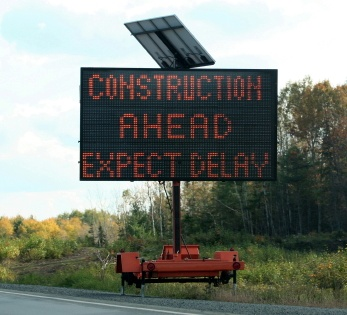 CONSTRUCTION
AHEAD
EXPECT DELAY